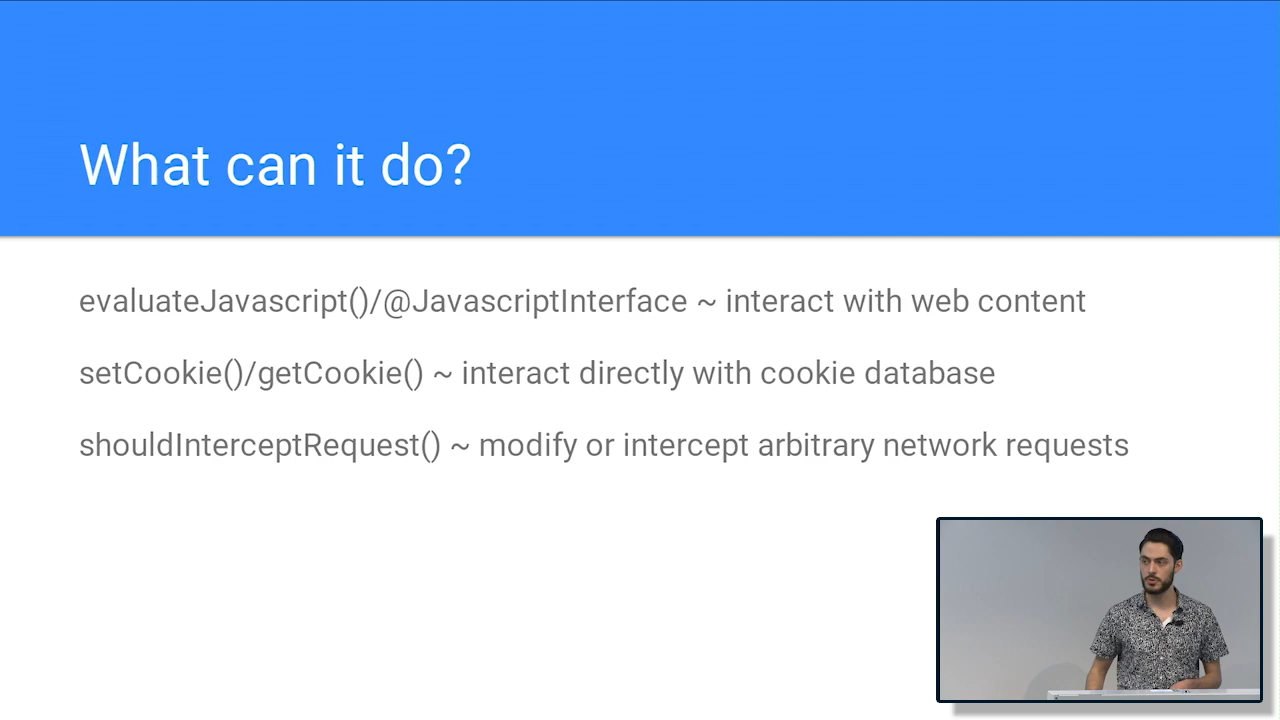 What can it do?
evaluateJavascript()/@JavascriptInterface ~ interact with web content
setCookie()/getCookie() ~ interact directly with cookie database
shouldInterceptRequest() ~ modify or intercept arbitrary network requests